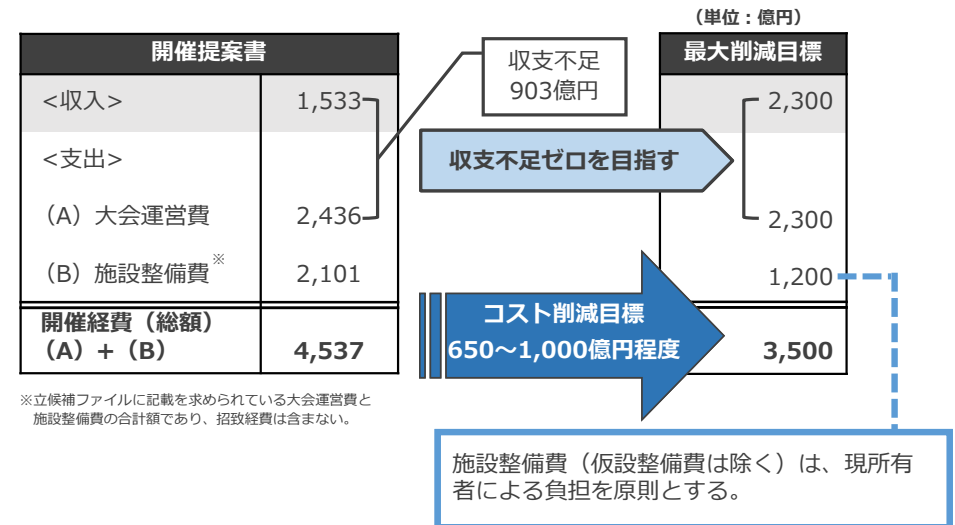 （単位：億円）
開催提案書
収支不足
903億円
最大削減目標
<収入> 1,533
2,300
<支出>
収支不足ゼロを目指す
（A）大会運営費 2,436
2,300
（B）施設整備費※ 2,101
1,200
開催経費（総額）
（A）+（B） 4,537
コスト削減目標
650～1,000億円程度
3,500
※立候補ファイルに記載を求められている大会運営費と
施設整備費の合計額であり、招致経費は含まない。
施設整備費（仮設整備費は除く）は、現所有
者による負担を原則とする。